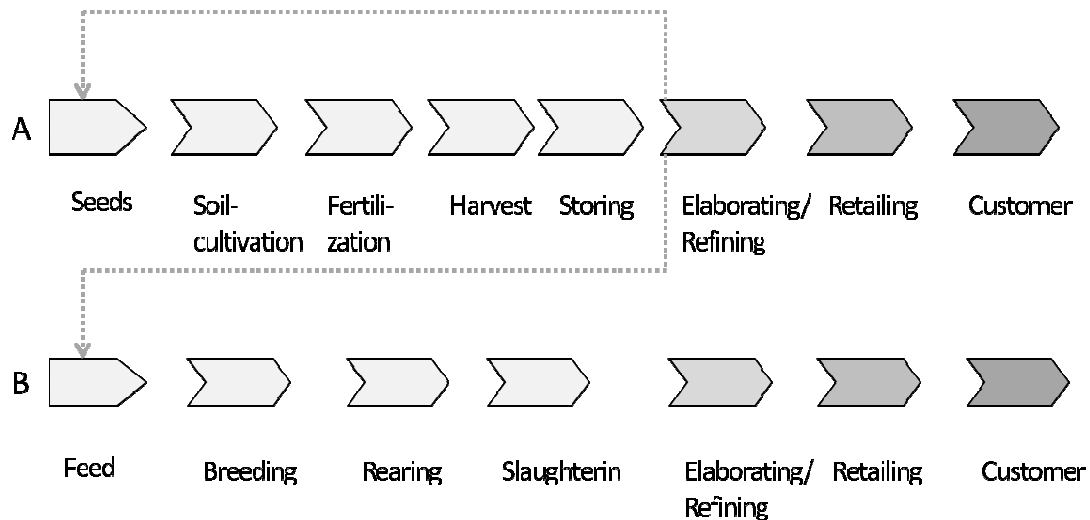 A
Seeds
Soil-
cultivation
Fertili-
zation
Harvest
Storing
Elaborating/
Refining
Retailing
Customer
B
Feed
Breeding
Rearing
Slaughterin
Elaborating/
Refining
Retailing
Customer